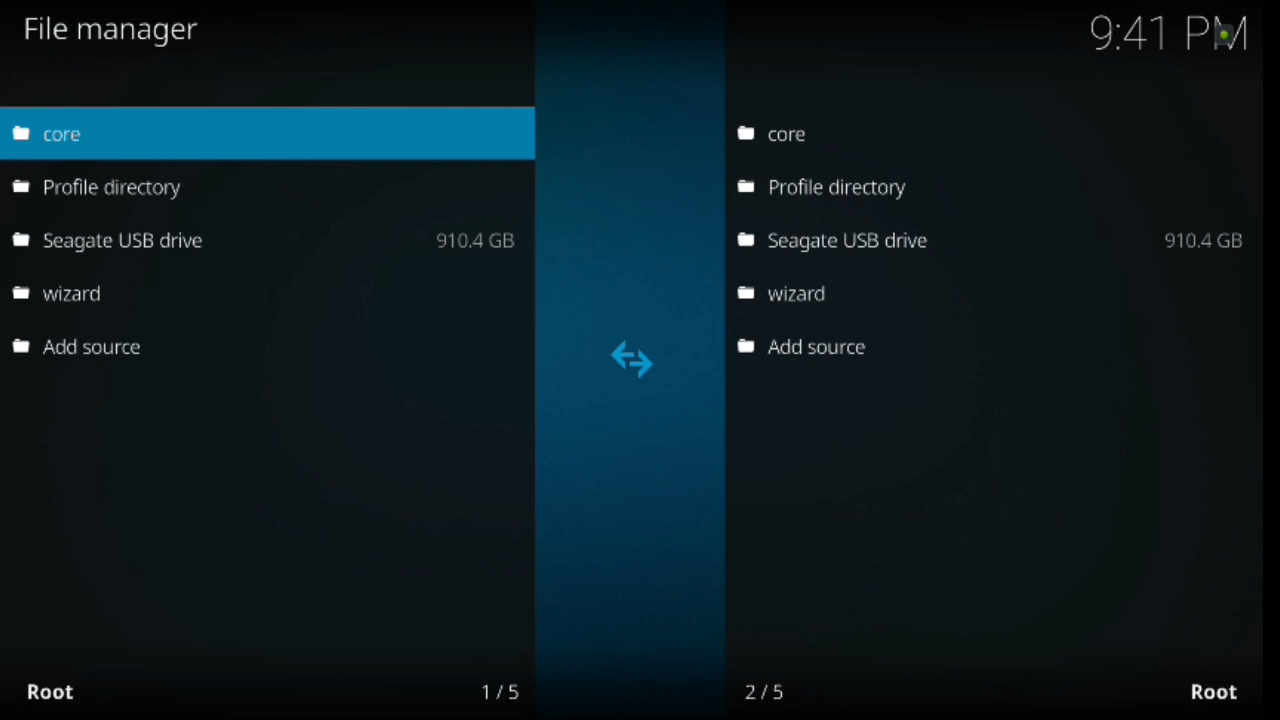 File manager
9:41 PM
core
Profile directory
Seagate USB drive 910.4 GB
wizard
Add source
core
Profile directory
Seagate USB drive 910.4 GB
wizard
Add source
Root 1 / 5
2 / 5 Root